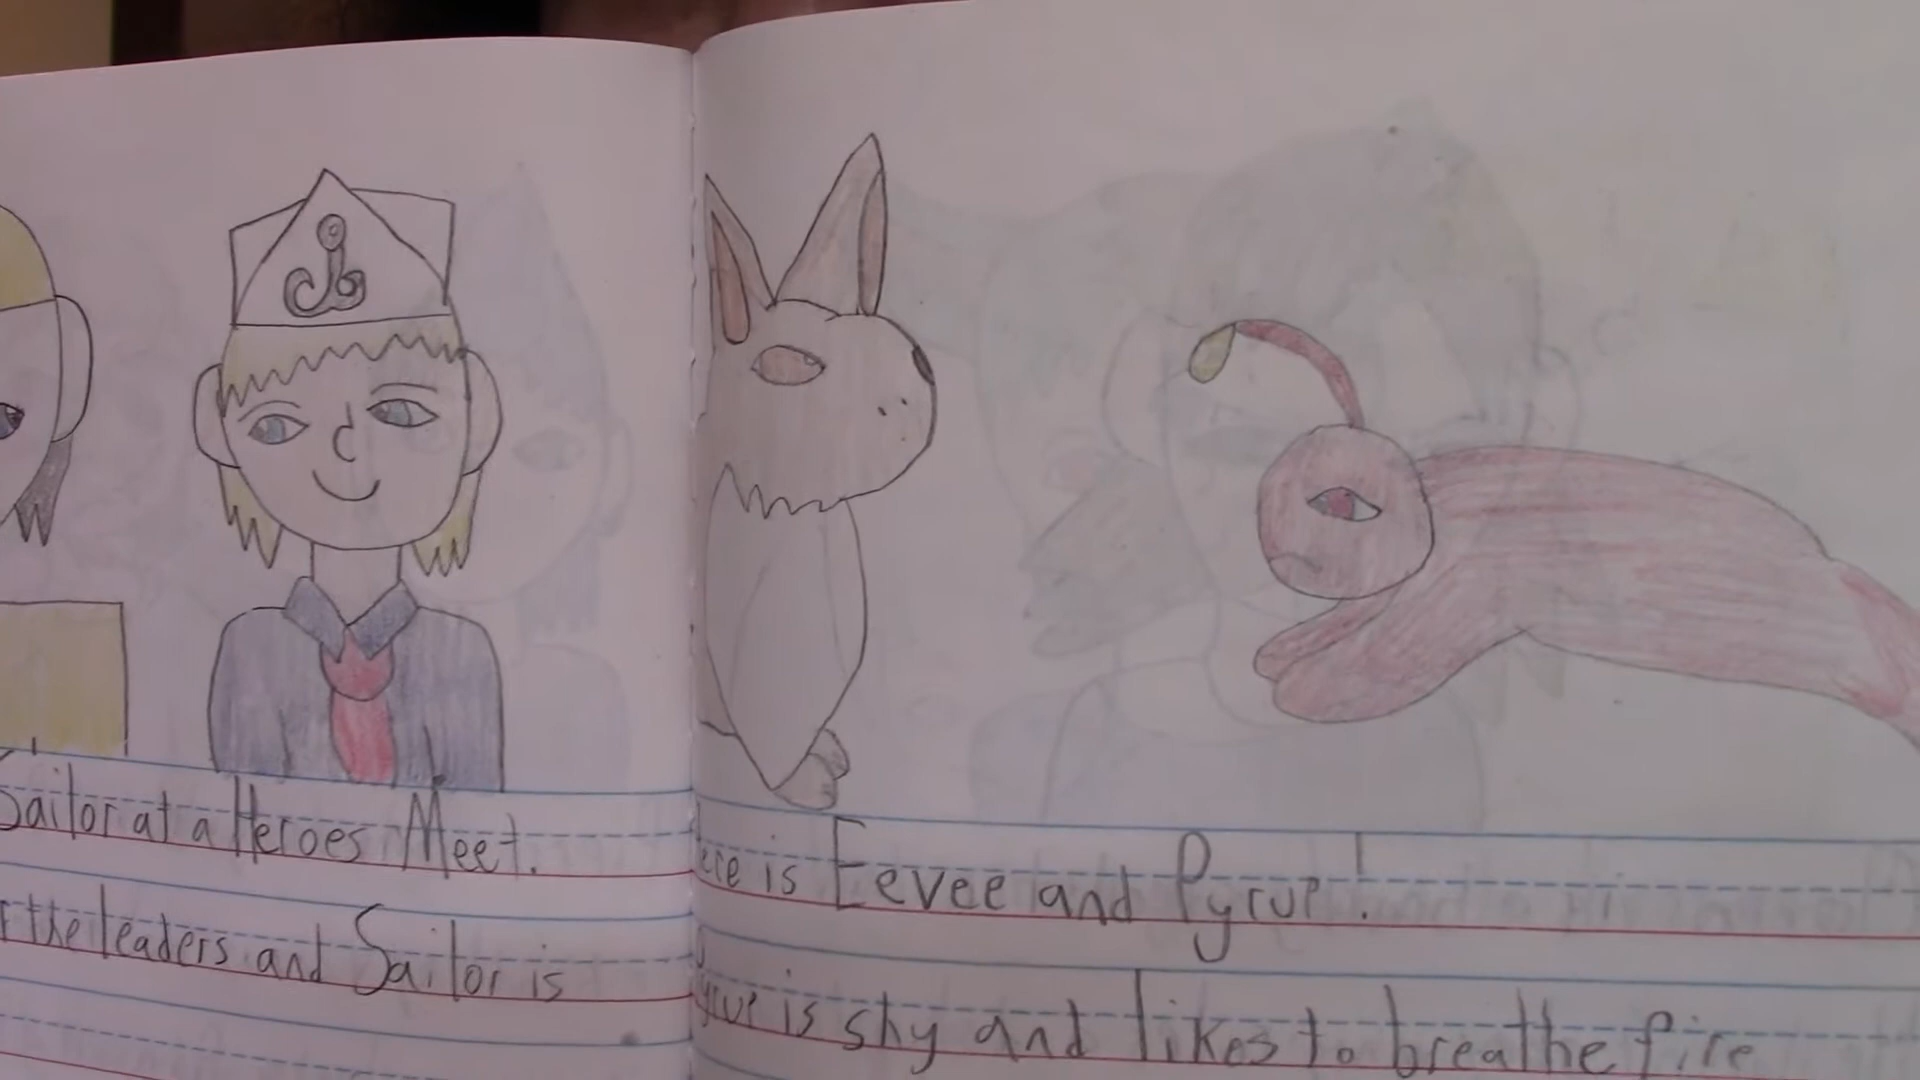 Sailor at a Heroes Meet.
the leaders and Sailor is
ere is Eevee and Pyrup!
is shy and likes to breathe fire